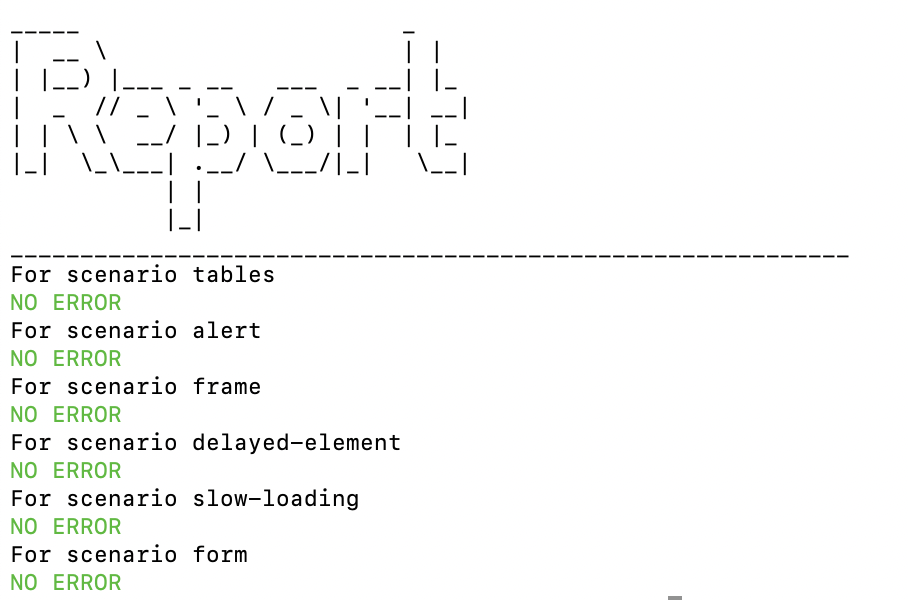 Report
For scenario tables
NO ERROR
For scenario alert
NO ERROR
For scenario frame
NO ERROR
For scenario delayed-element
NO ERROR
For scenario slow-loading
NO ERROR
For scenario form
NO ERROR